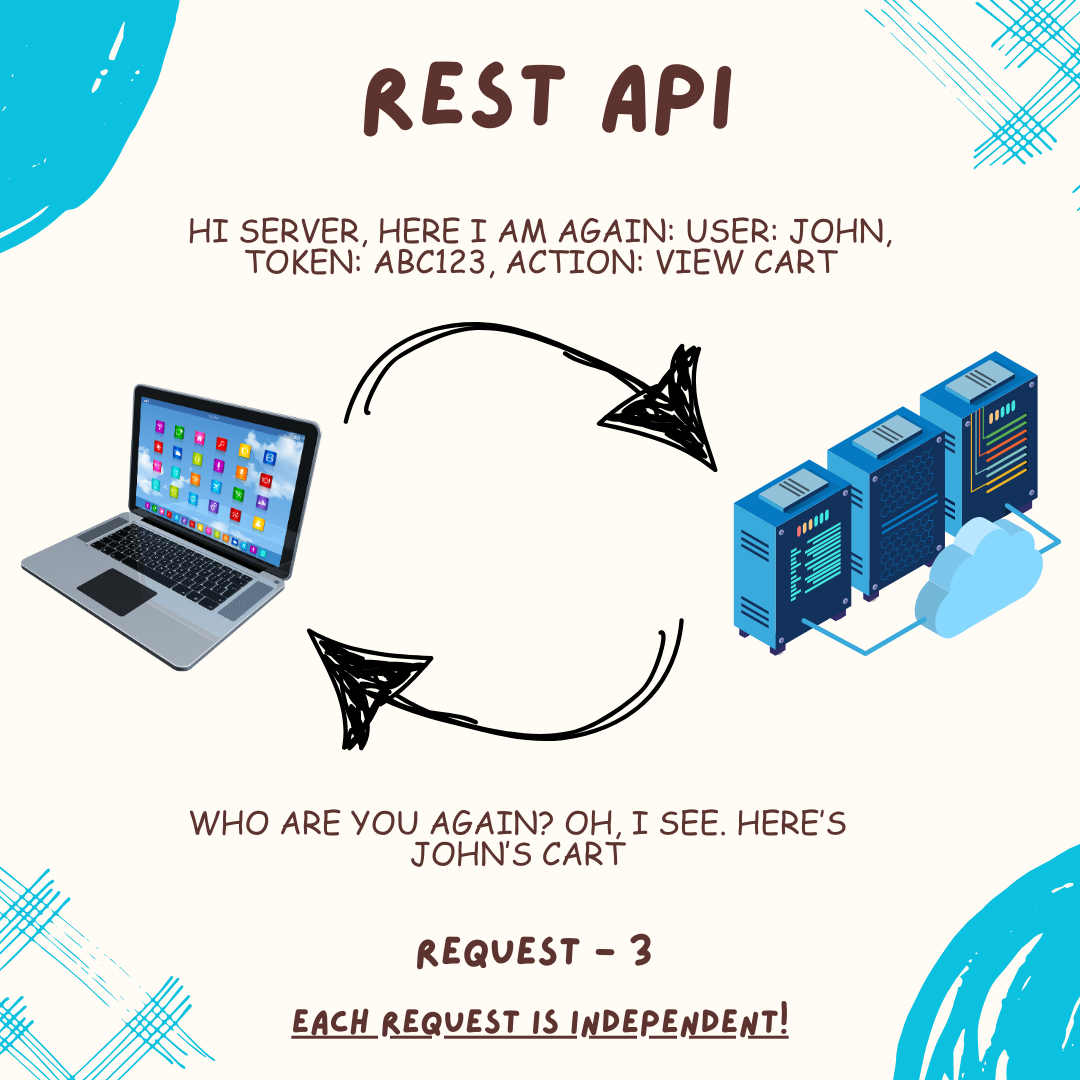 REST API
HI SERVER, HERE I AM AGAIN: USER: JOHN,
TOKEN: ABC123, ACTION: VIEW CART
WHO ARE YOU AGAIN? OH, I SEE. HERE'S
JOHN'S CART
REQUEST - 3
EACH REQUEST IS INDEPENDENT!